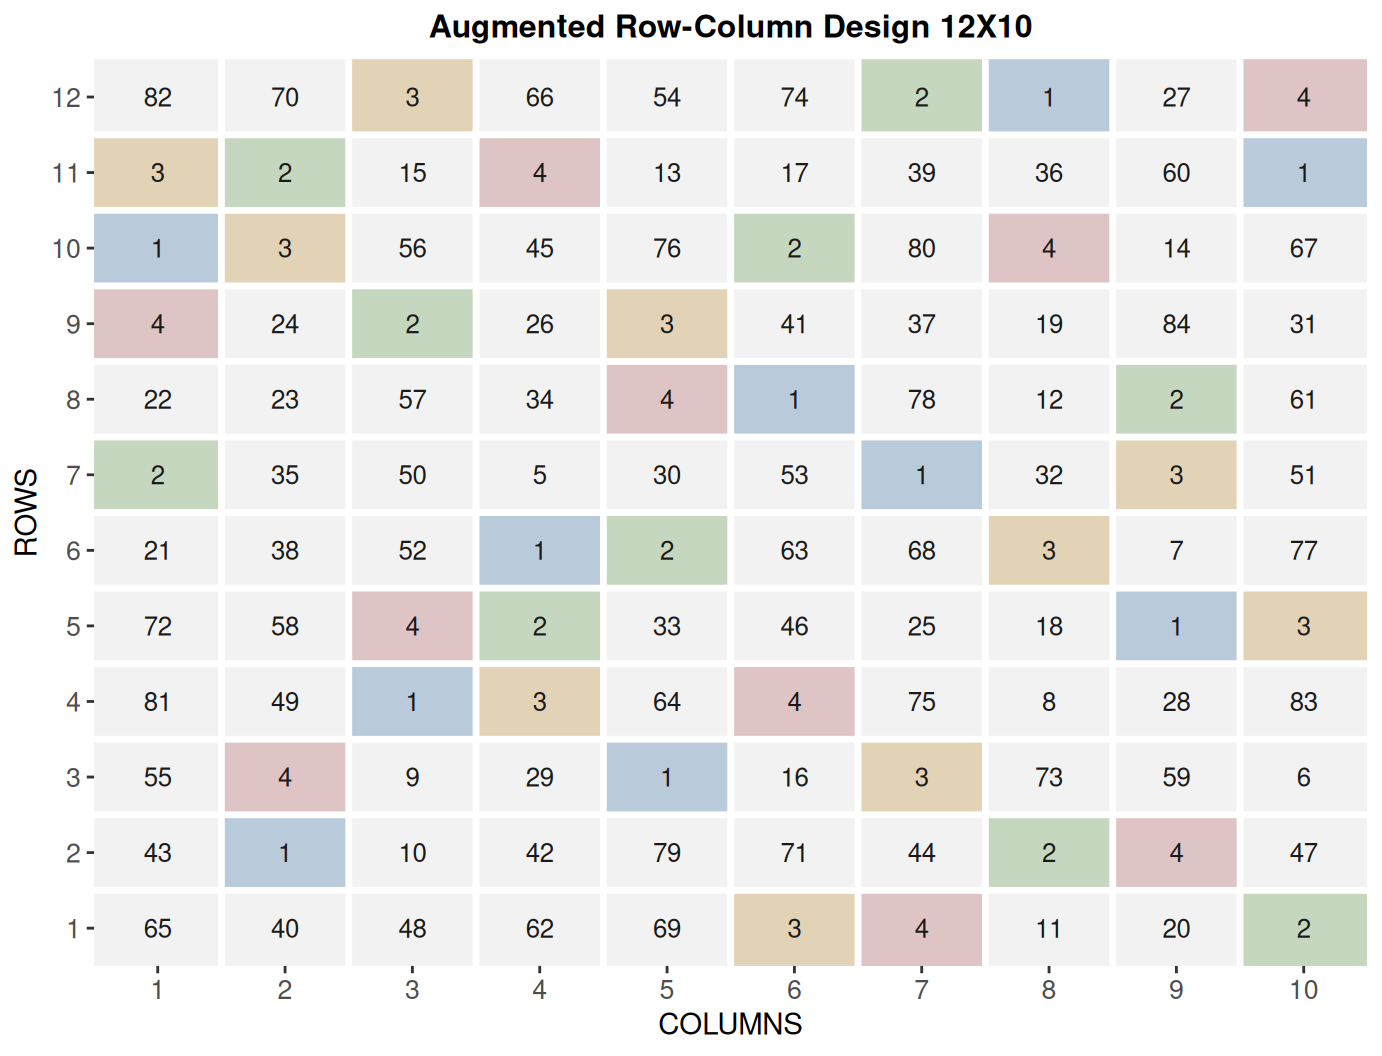 Augmented Row-Column Design 12X10
12 82 70 3 66 54 74 2 1 27 4
11 3 2 15 4 13 17 39 36 60 1
10 1 3 56 45 76 2 80 4 14 67
9 4 24 2 26 3 41 37 19 84 31
8 22 23 57 34 4 1 78 12 2 61
7 2 35 50 5 30 53 1 32 3 51
6 21 38 52 1 2 63 68 3 7 77
5 72 58 4 2 33 46 25 18 1 3
4 81 49 1 3 64 4 75 8 28 83
3 55 4 9 29 1 16 3 73 59 6
2 43 1 10 42 79 71 44 2 4 47
1 65 40 48 62 69 3 4 11 20 2
1 2 3 4 5 6 7 8 9 10
COLUMNS
ROWS